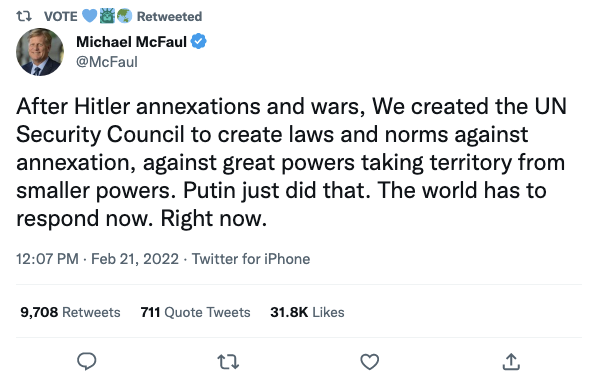 VOTE 💙🗽🌏 Retweeted
Michael McFaul
@McFaul
After Hitler annexations and wars, We created the UN
Security Council to create laws and norms against
annexation, against great powers taking territory from
smaller powers. Putin just did that. The world has to
respond now. Right now.
12:07 PM · Feb 21, 2022 · Twitter for iPhone
9,708 Retweets 711 Quote Tweets 31.8K Likes